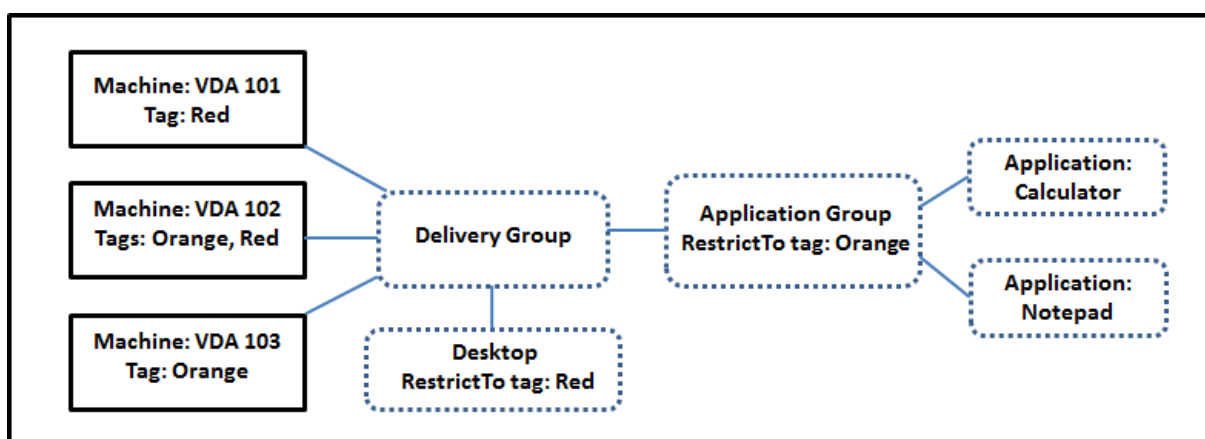 Machine: VDA 101
Tag: Red
Machine: VDA 102
Tags: Orange, Red
Machine: VDA 103
Tag: Orange
Delivery Group
Desktop
RestrictTo tag: Red
Application Group
RestrictTo tag: Orange
Application:
Calculator
Application:
Notepad